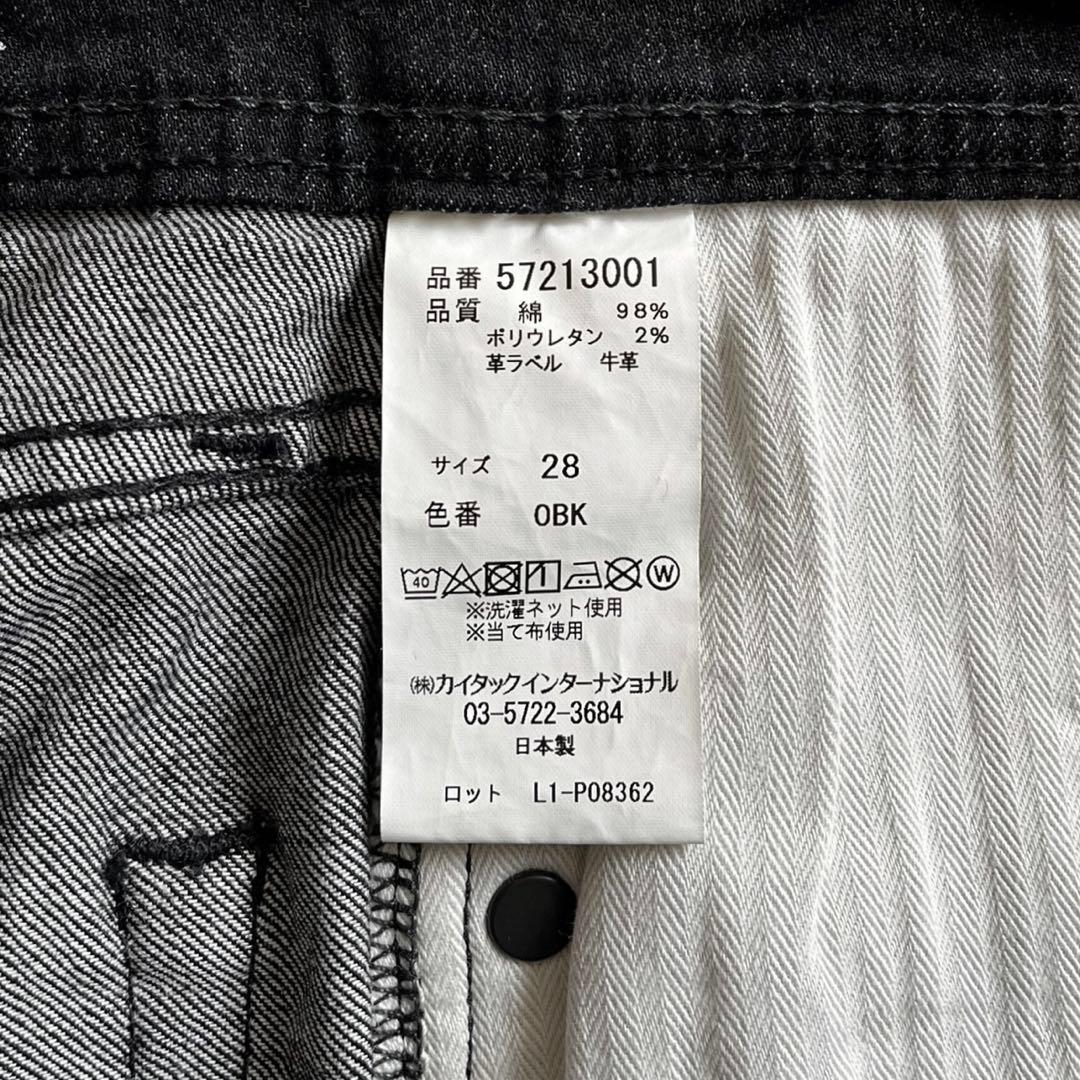 品番 57213001
品質 綿 98%
ポリウレタン 2%
革ラベル 牛革
サイズ 28
色番 OBK
40 W
※洗濯ネット使用
※当て布使用
㈱カイタックインターナショナル
03-5722-3684
日本製
ロット L1-P08362